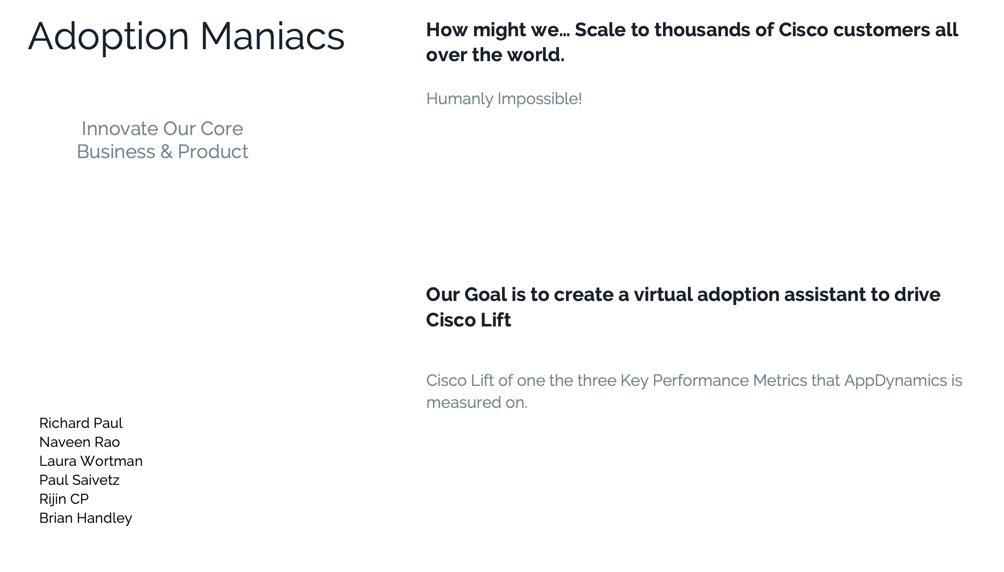 Adoption Maniacs
Innovate Our Core
Business & Product
Richard Paul
Naveen Rao
Laura Wortman
Paul Saivetz
Rijin CP
Brian Handley
How might we... Scale to thousands of Cisco customers all
over the world.
Humanly Impossible!
Our Goal is to create a virtual adoption assistant to drive
Cisco Lift
Cisco Lift of one the three Key Performance Metrics that AppDynamics is
measured on.